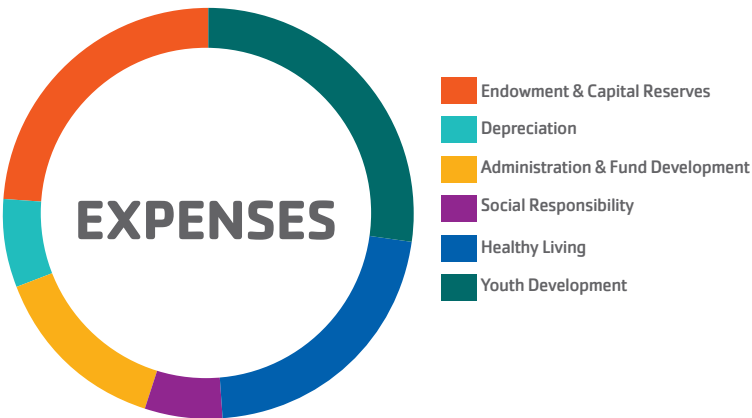 EXPENSES
Endowment & Capital Reserves
Depreciation
Administration & Fund Development
Social Responsibility
Healthy Living
Youth Development